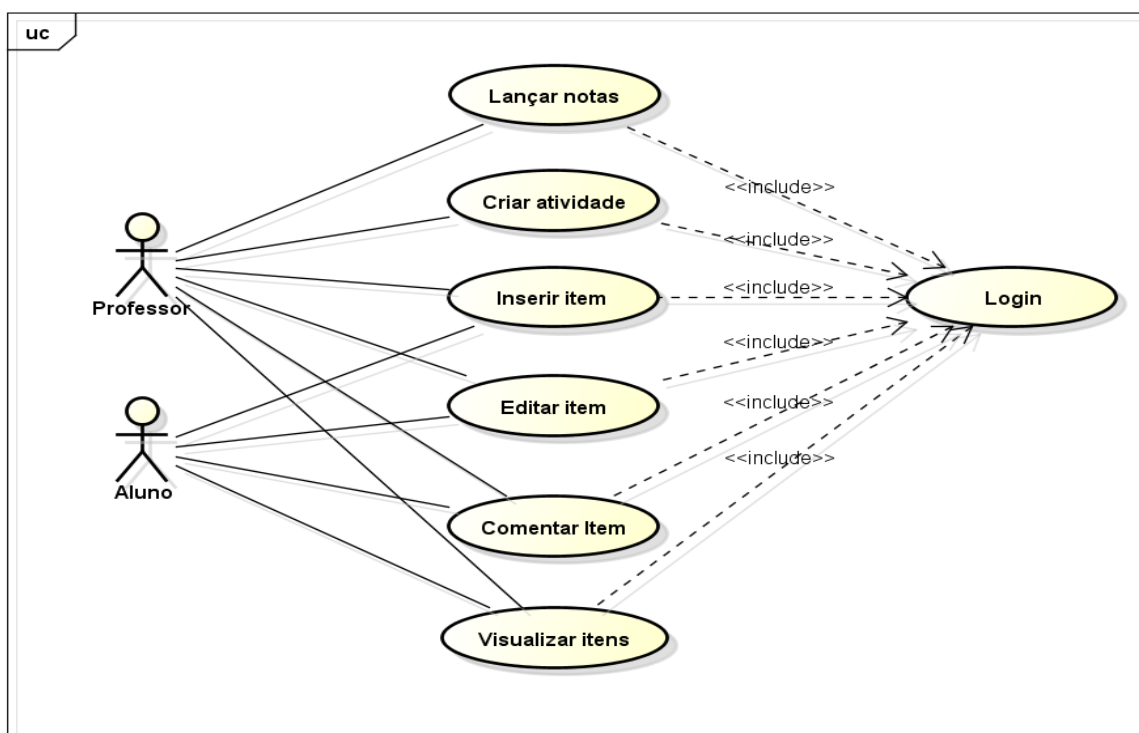 uc
Lançar notas
<<include>>
Criar atividade
<<include>>
Inserir item
<<include>>
Login
Professor
<<include>>
Editar item
<<include>>
Aluno
<<include>>
Comentar Item
Visualizar itens